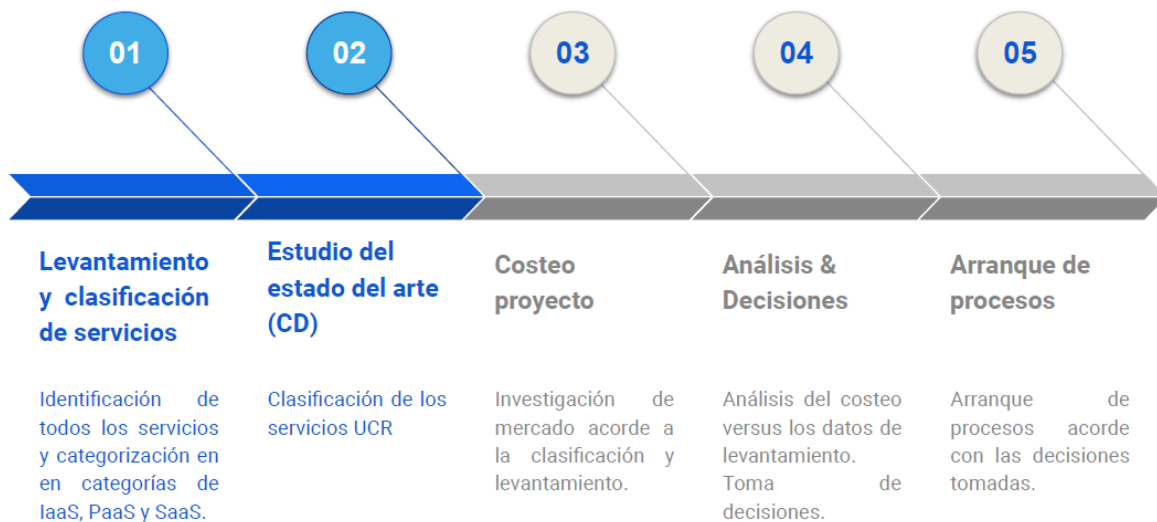 01
02
03
04
05
Levantamiento
y clasificación
de servicios
Identificación de
todos los servicios
y categorización en
en categorías de
IaaS, PaaS y SaaS.
Estudio del
estado del arte
(CD)
Clasificación de los
servicios UCR
Costeo
proyecto
Investigación de
mercado acorde a
la clasificación y
levantamiento.
Análisis &
Decisiones
Análisis del costeo
versus los datos de
levantamiento.
Toma de
decisiones.
Arranque de
procesos
Arranque de
procesos acorde
con las decisiones
tomadas.